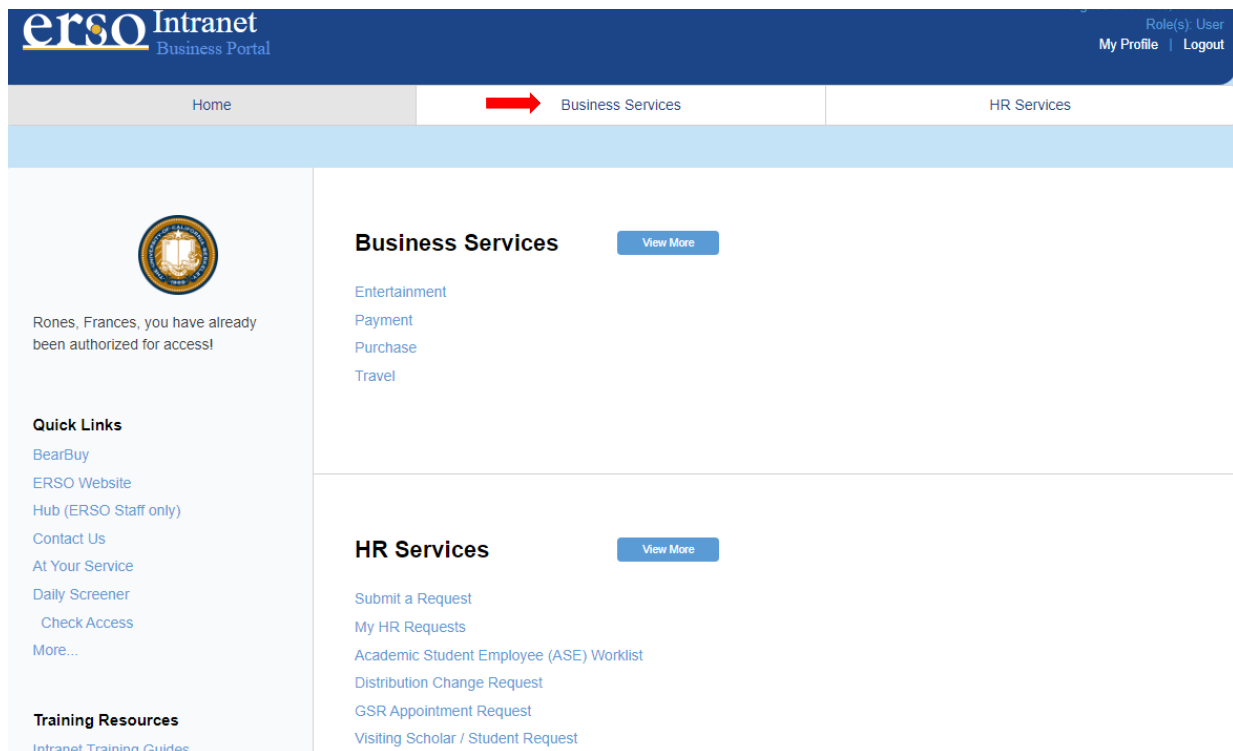 erso Intranet
Business Portal
Role(s): User
My Profile | Logout
Home
Business Services
HR Services
Rones, Frances, you have already
been authorized for access!
Quick Links
BearBuy
ERSO Website
Hub (ERSO Staff only)
Contact Us
At Your Service
Daily Screener
Check Access
More...
Training Resources
Intranet Training Guides
Business Services
View More
Entertainment
Payment
Purchase
Travel
HR Services
View More
Submit a Request
My HR Requests
Academic Student Employee (ASE) Worklist
Distribution Change Request
GSR Appointment Request
Visiting Scholar / Student Request